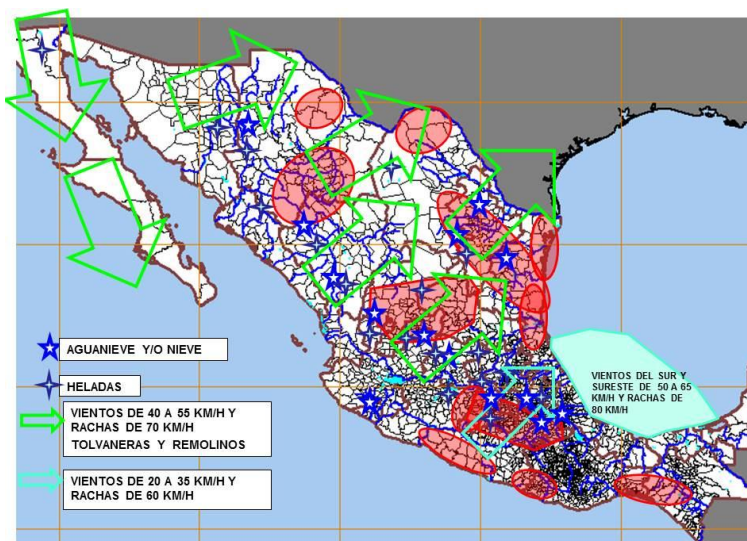 AGUANIEVE Y/O NIEVE
HELADAS
VIENTOS DE 40 A 55 KM/H Y
RACHAS DE 70 KM/H
TOLVANERAS Y REMOLINOS
VIENTOS DE 20 A 35 KM/H Y
RACHAS DE 60 KM/H
VIENTOS DEL SUR Y
SURESTE DE 50 A 65
KM/H Y RACHAS DE
80 KM/H